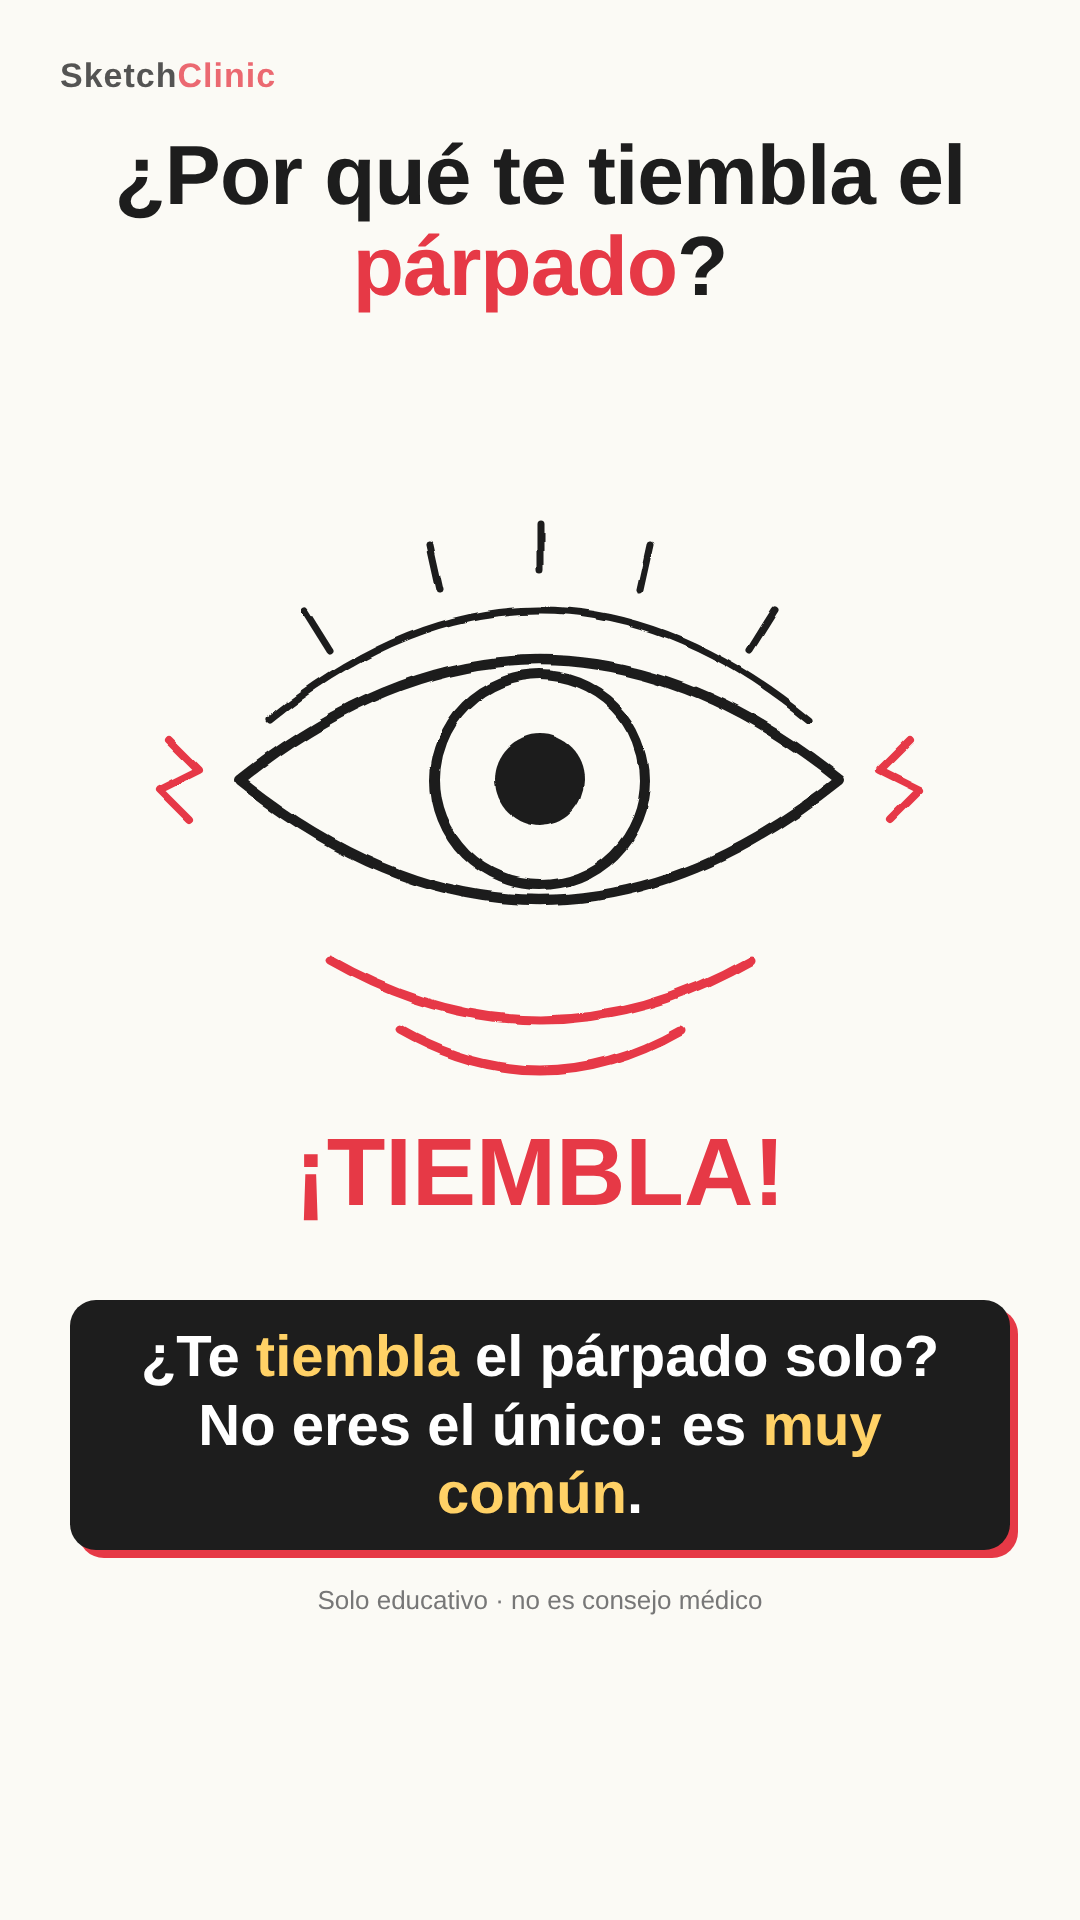 SketchClinic
¿Por qué te tiembla el
párpado?
¡TIEMBLA!
¿Te tiembla el párpado solo?
No eres el único: es muy
común.
Solo educativo · no es consejo médico